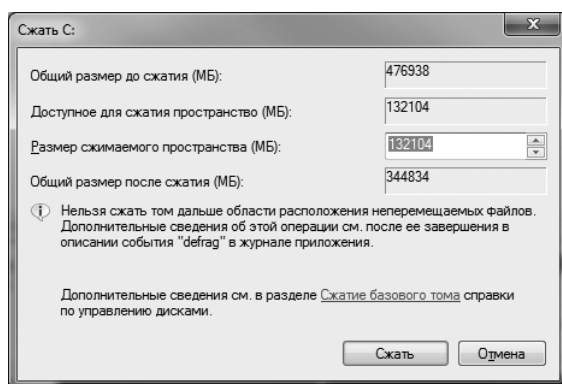 Сжать C:
Общий размер до сжатия (МБ): 476938
Доступное для сжатия пространство (МБ): 132104
Размер сжимаемого пространства (МБ): 132104
Общий размер после сжатия (МБ): 344834
Нельзя сжать том дальше области расположения неперемещаемых файлов.
Дополнительные сведения об этой операции см. после ее завершения в
описании события "defrag" в журнале приложения.
Дополнительные сведения см. в разделе Сжатие базового тома справки
по управлению дисками.
Сжать Отмена